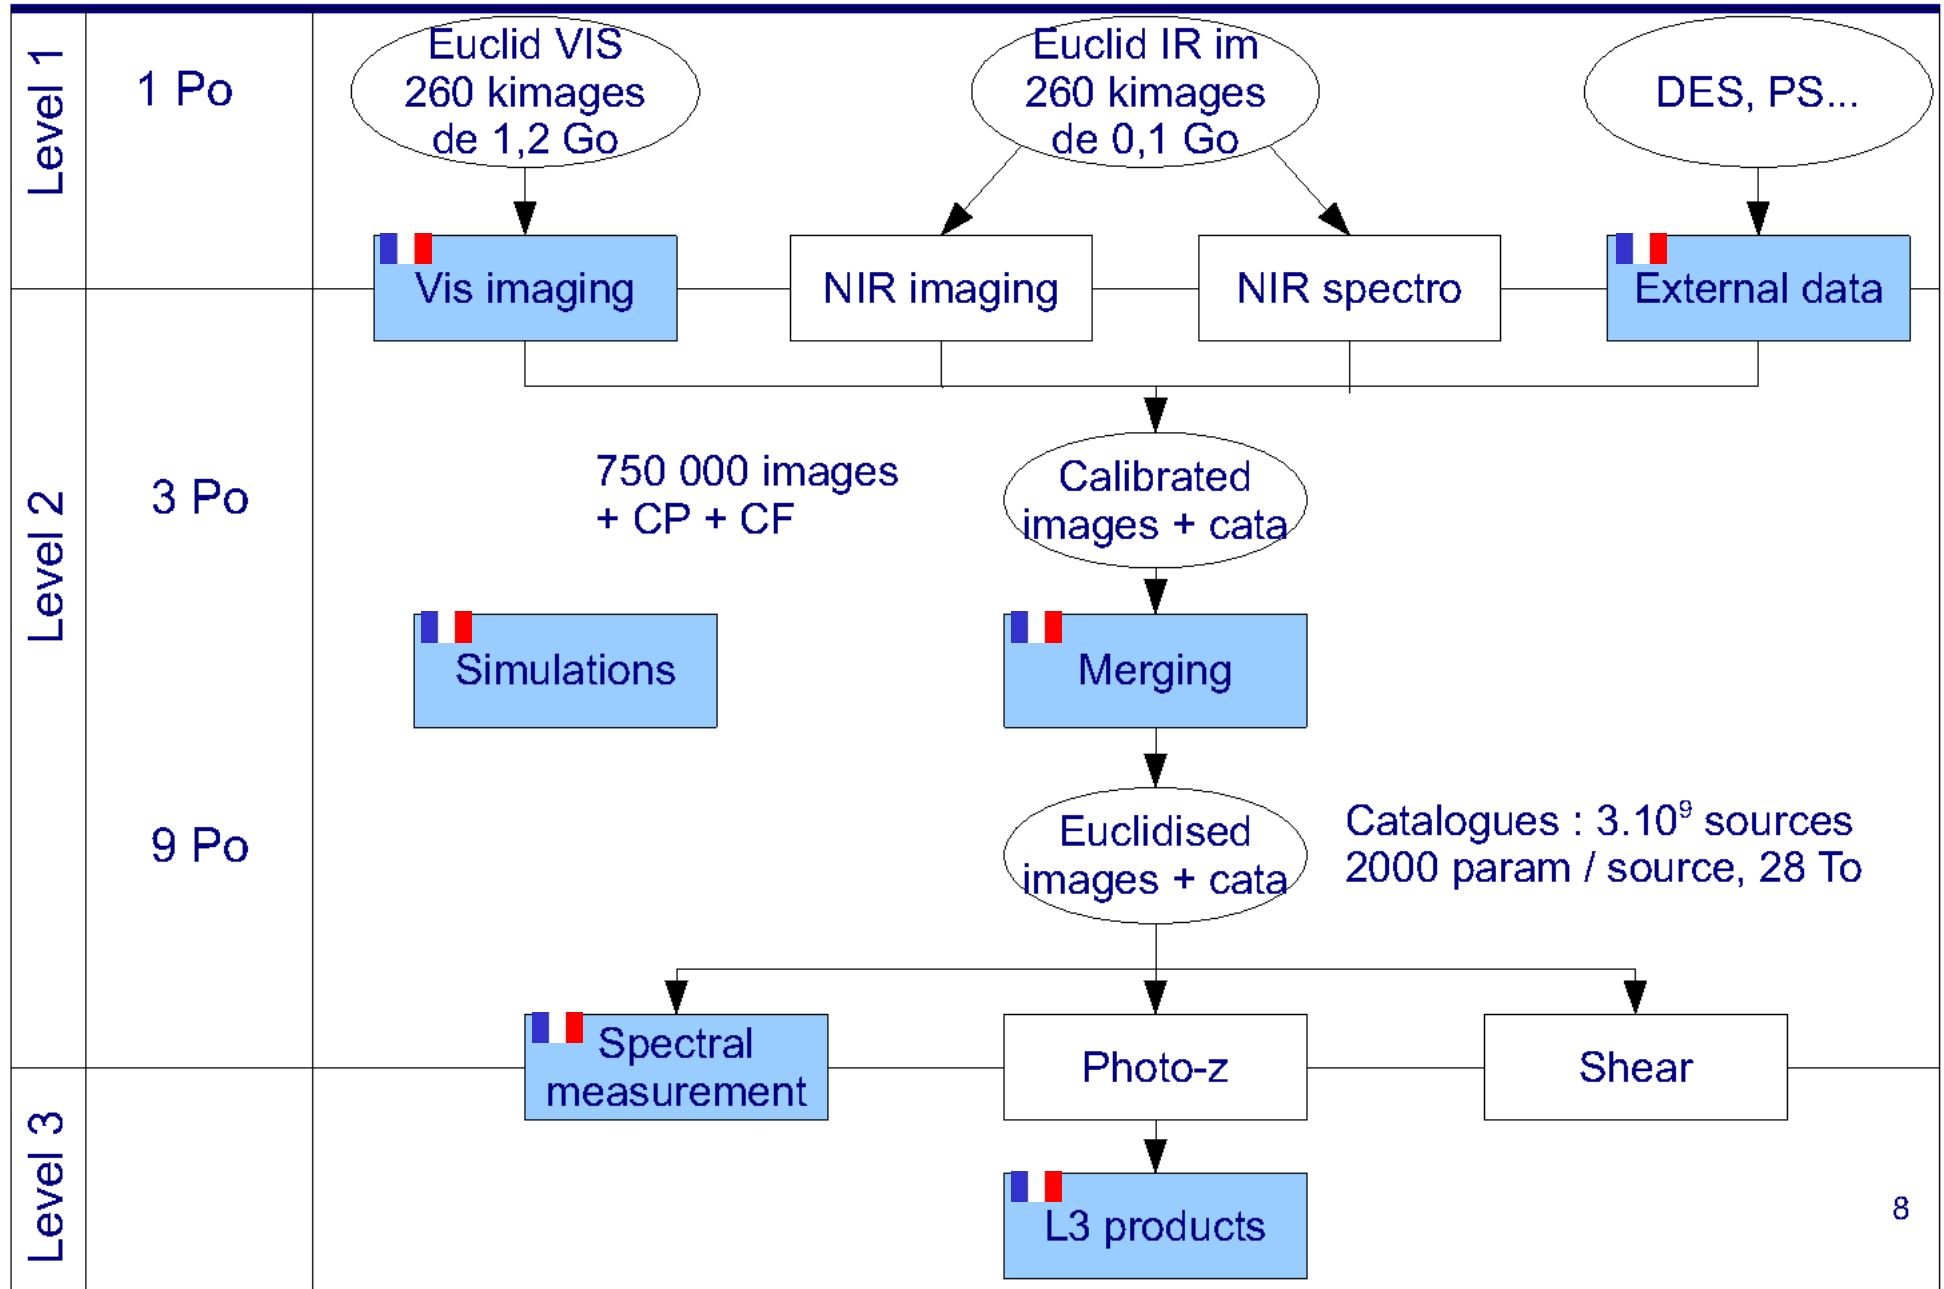 Level 1
1 Po
Euclid VIS
260 kimages
de 1,2 Go
Euclid IR im
260 kimages
de 0,1 Go
DES, PS...
Vis imaging
NIR imaging
NIR spectro
External data
Level 2
3 Po
750 000 images
+ CP + CF
Calibrated
images + cata
Simulations
Merging
9 Po
Euclidised
images + cata
Catalogues : 3.10⁹ sources
2000 param / source, 28 To
Spectral
measurement
Photo-z
Shear
Level 3
L3 products
8